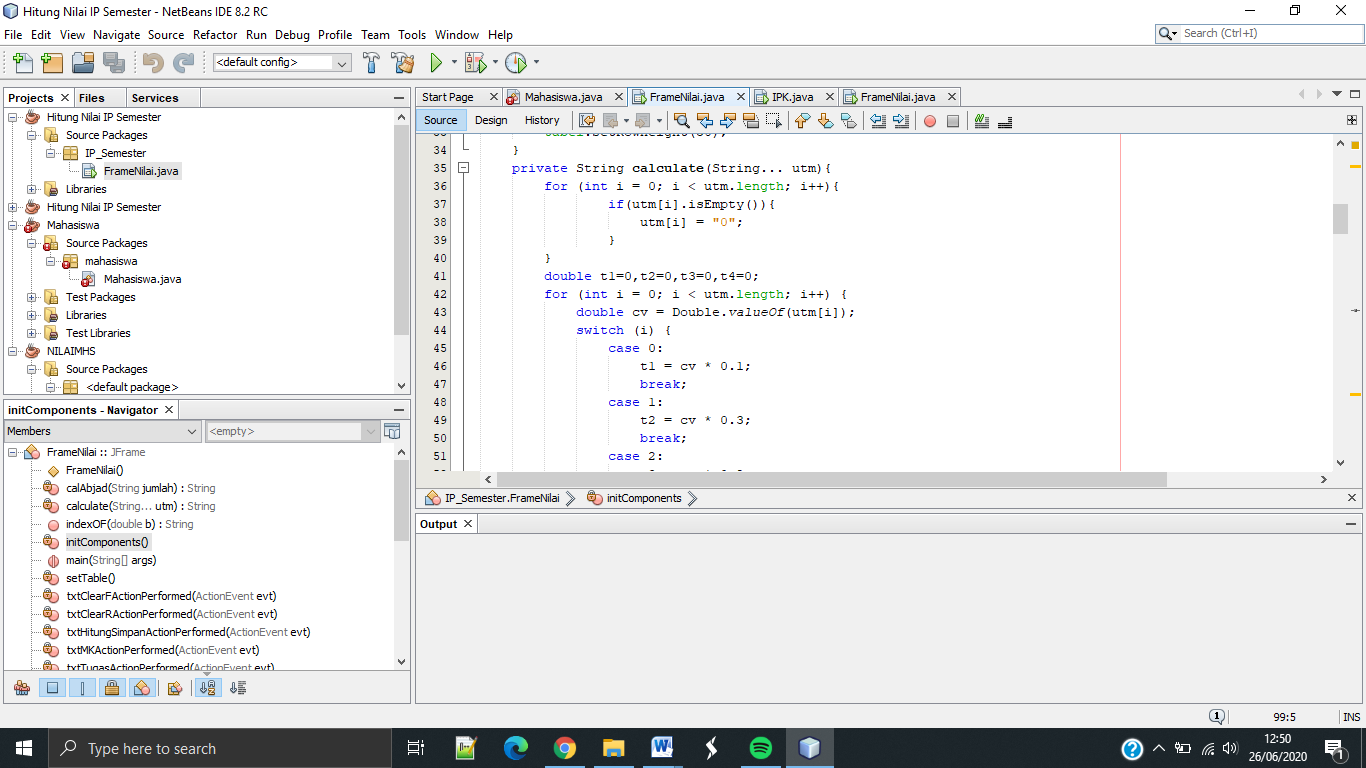 Hitung Nilai IP Semester - NetBeans IDE 8.2 RC
File Edit View Navigate Source Refactor Run Debug Profile Team Tools Window Help
Search (Ctrl+I)
<default config>
Projects Files Services
Hitung Nilai IP Semester
Source Packages
IP_Semester
FrameNilai.java
Libraries
Hitung Nilai IP Semester
Mahasiswa
Source Packages
mahasiswa
Mahasiswa.java
Test Packages
Libraries
Test Libraries
NILAIMHS
Source Packages
<default package>
initComponents - Navigator
Members <empty>
FrameNilai :: JFrame
FrameNilai()
calAbjad(String jumlah) : String
calculate(String... utm) : String
indexOF(double b) : String
initComponents()
main(String[] args)
setTable()
txtClearFActionPerformed(ActionEvent evt)
txtClearRActionPerformed(ActionEvent evt)
txtHitungSimpanActionPerformed(ActionEvent evt)
txtMKActionPerformed(ActionEvent evt)
txtTugasActionPerformed(ActionEvent evt)
Start Page Mahasiswa.java FrameNilai.java IPK.java FrameNilai.java
Source Design History
34 }
35 private String calculate(String... utm){
36 for (int i = 0; i < utm.length; i++){
37 if(utm[i].isEmpty()){
38 utm[i] = "0";
39 }
40 }
41 double t1=0,t2=0,t3=0,t4=0;
42 for (int i = 0; i < utm.length; i++) {
43 double cv = Double.valueOf(utm[i]);
44 switch (i) {
45 case 0:
46 t1 = cv * 0.1;
47 break;
48 case 1:
49 t2 = cv * 0.3;
50 break;
51 case 2:
IP_Semester.FrameNilai initComponents
Output
1 99:5 INS
Type here to search
12:50
26/06/2020
1